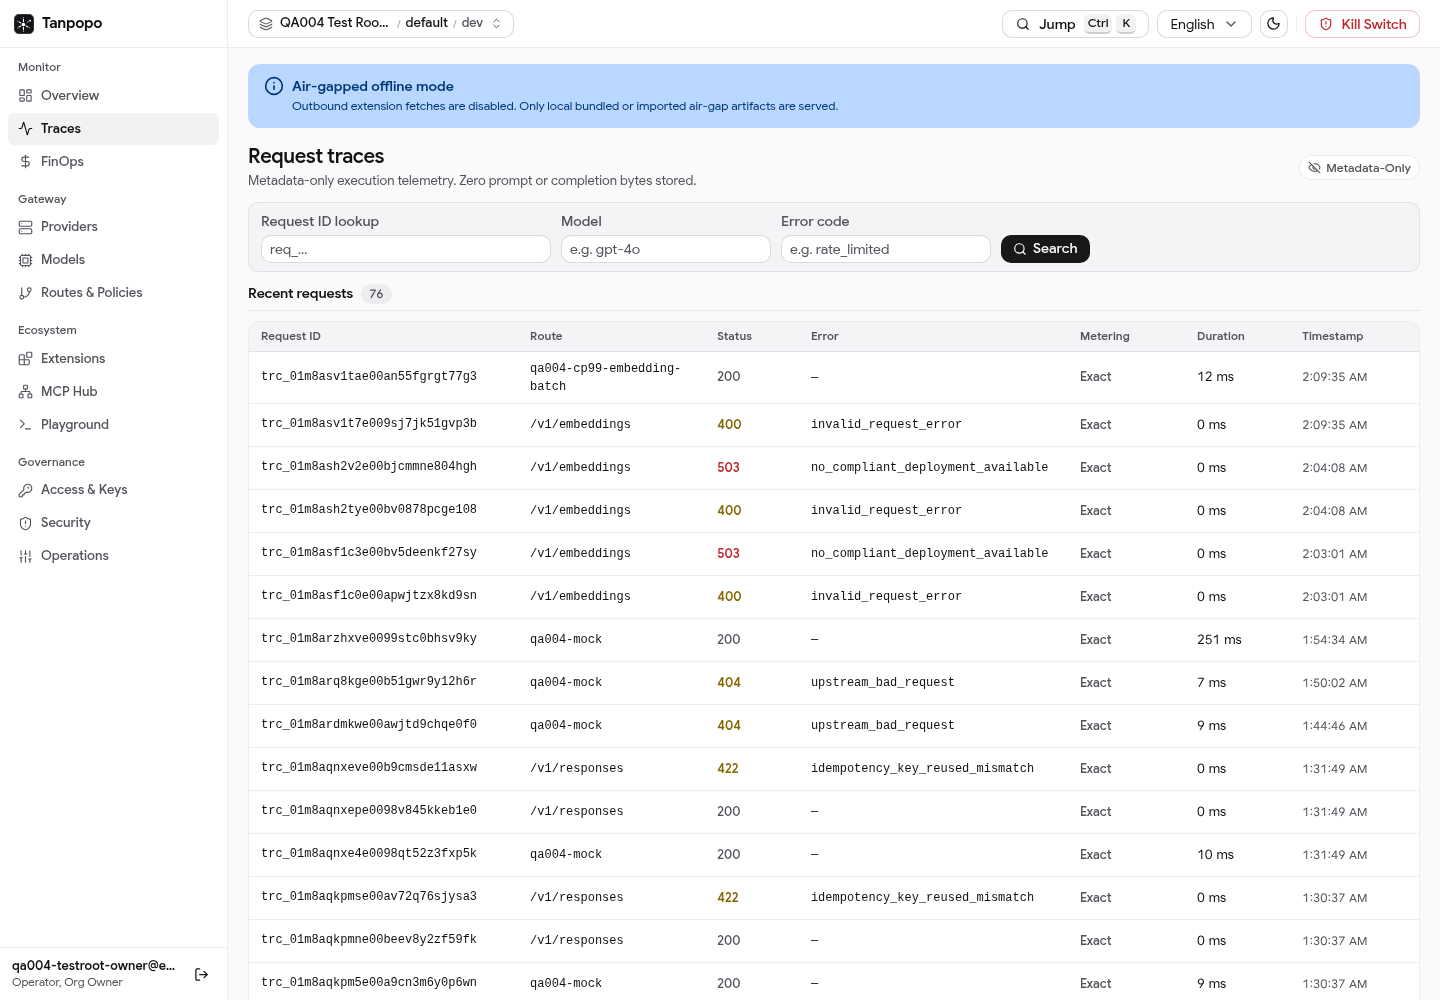 Tanpopo
QA004 Test Roo... / default / dev
Jump Ctrl K
English
Kill Switch
Monitor
Overview
Traces
FinOps
Gateway
Providers
Models
Routes & Policies
Ecosystem
Extensions
MCP Hub
Playground
Governance
Access & Keys
Security
Operations
qa004-testroot-owner@e...
Operator, Org Owner
Air-gapped offline mode
Outbound extension fetches are disabled. Only local bundled or imported air-gap artifacts are served.
Request traces
Metadata-only execution telemetry. Zero prompt or completion bytes stored.
Metadata-Only
Request ID lookup Model Error code
req_... e.g. gpt-4o e.g. rate_limited Search
Recent requests 76
Request ID Route Status Error Metering Duration Timestamp
trc_01m8asv1tae00an55fgrgt77g3 qa004-cp99-embedding-batch 200 — Exact 12 ms 2:09:35 AM
trc_01m8asv1t7e009sj7jk51gvp3b /v1/embeddings 400 invalid_request_error Exact 0 ms 2:09:35 AM
trc_01m8ash2v2e00bjcmmne804hgh /v1/embeddings 503 no_compliant_deployment_available Exact 0 ms 2:04:08 AM
trc_01m8ash2tye00bv0878pcge108 /v1/embeddings 400 invalid_request_error Exact 0 ms 2:04:08 AM
trc_01m8asf1c3e00bv5deenkf27sy /v1/embeddings 503 no_compliant_deployment_available Exact 0 ms 2:03:01 AM
trc_01m8asf1c0e00apwjtzx8kd9sn /v1/embeddings 400 invalid_request_error Exact 0 ms 2:03:01 AM
trc_01m8arzhxve0099stc0bhsv9ky qa004-mock 200 — Exact 251 ms 1:54:34 AM
trc_01m8arq8kge00b51gwr9y12h6r qa004-mock 404 upstream_bad_request Exact 7 ms 1:50:02 AM
trc_01m8ardmkwe00awjtd9chqe0f0 qa004-mock 404 upstream_bad_request Exact 9 ms 1:44:46 AM
trc_01m8aqnxeve00b9cmsde11asxw /v1/responses 422 idempotency_key_reused_mismatch Exact 0 ms 1:31:49 AM
trc_01m8aqnxepe0098v845kkeb1e0 /v1/responses 200 — Exact 0 ms 1:31:49 AM
trc_01m8aqnxe4e0098qt52z3fxp5k qa004-mock 200 — Exact 10 ms 1:31:49 AM
trc_01m8aqkpmse00av72q76sjysa3 /v1/responses 422 idempotency_key_reused_mismatch Exact 0 ms 1:30:37 AM
trc_01m8aqkpmne00beev8y2zf59fk /v1/responses 200 — Exact 0 ms 1:30:37 AM
trc_01m8aqkpm5e00a9cn3m6y0p6wn qa004-mock 200 — Exact 9 ms 1:30:37 AM